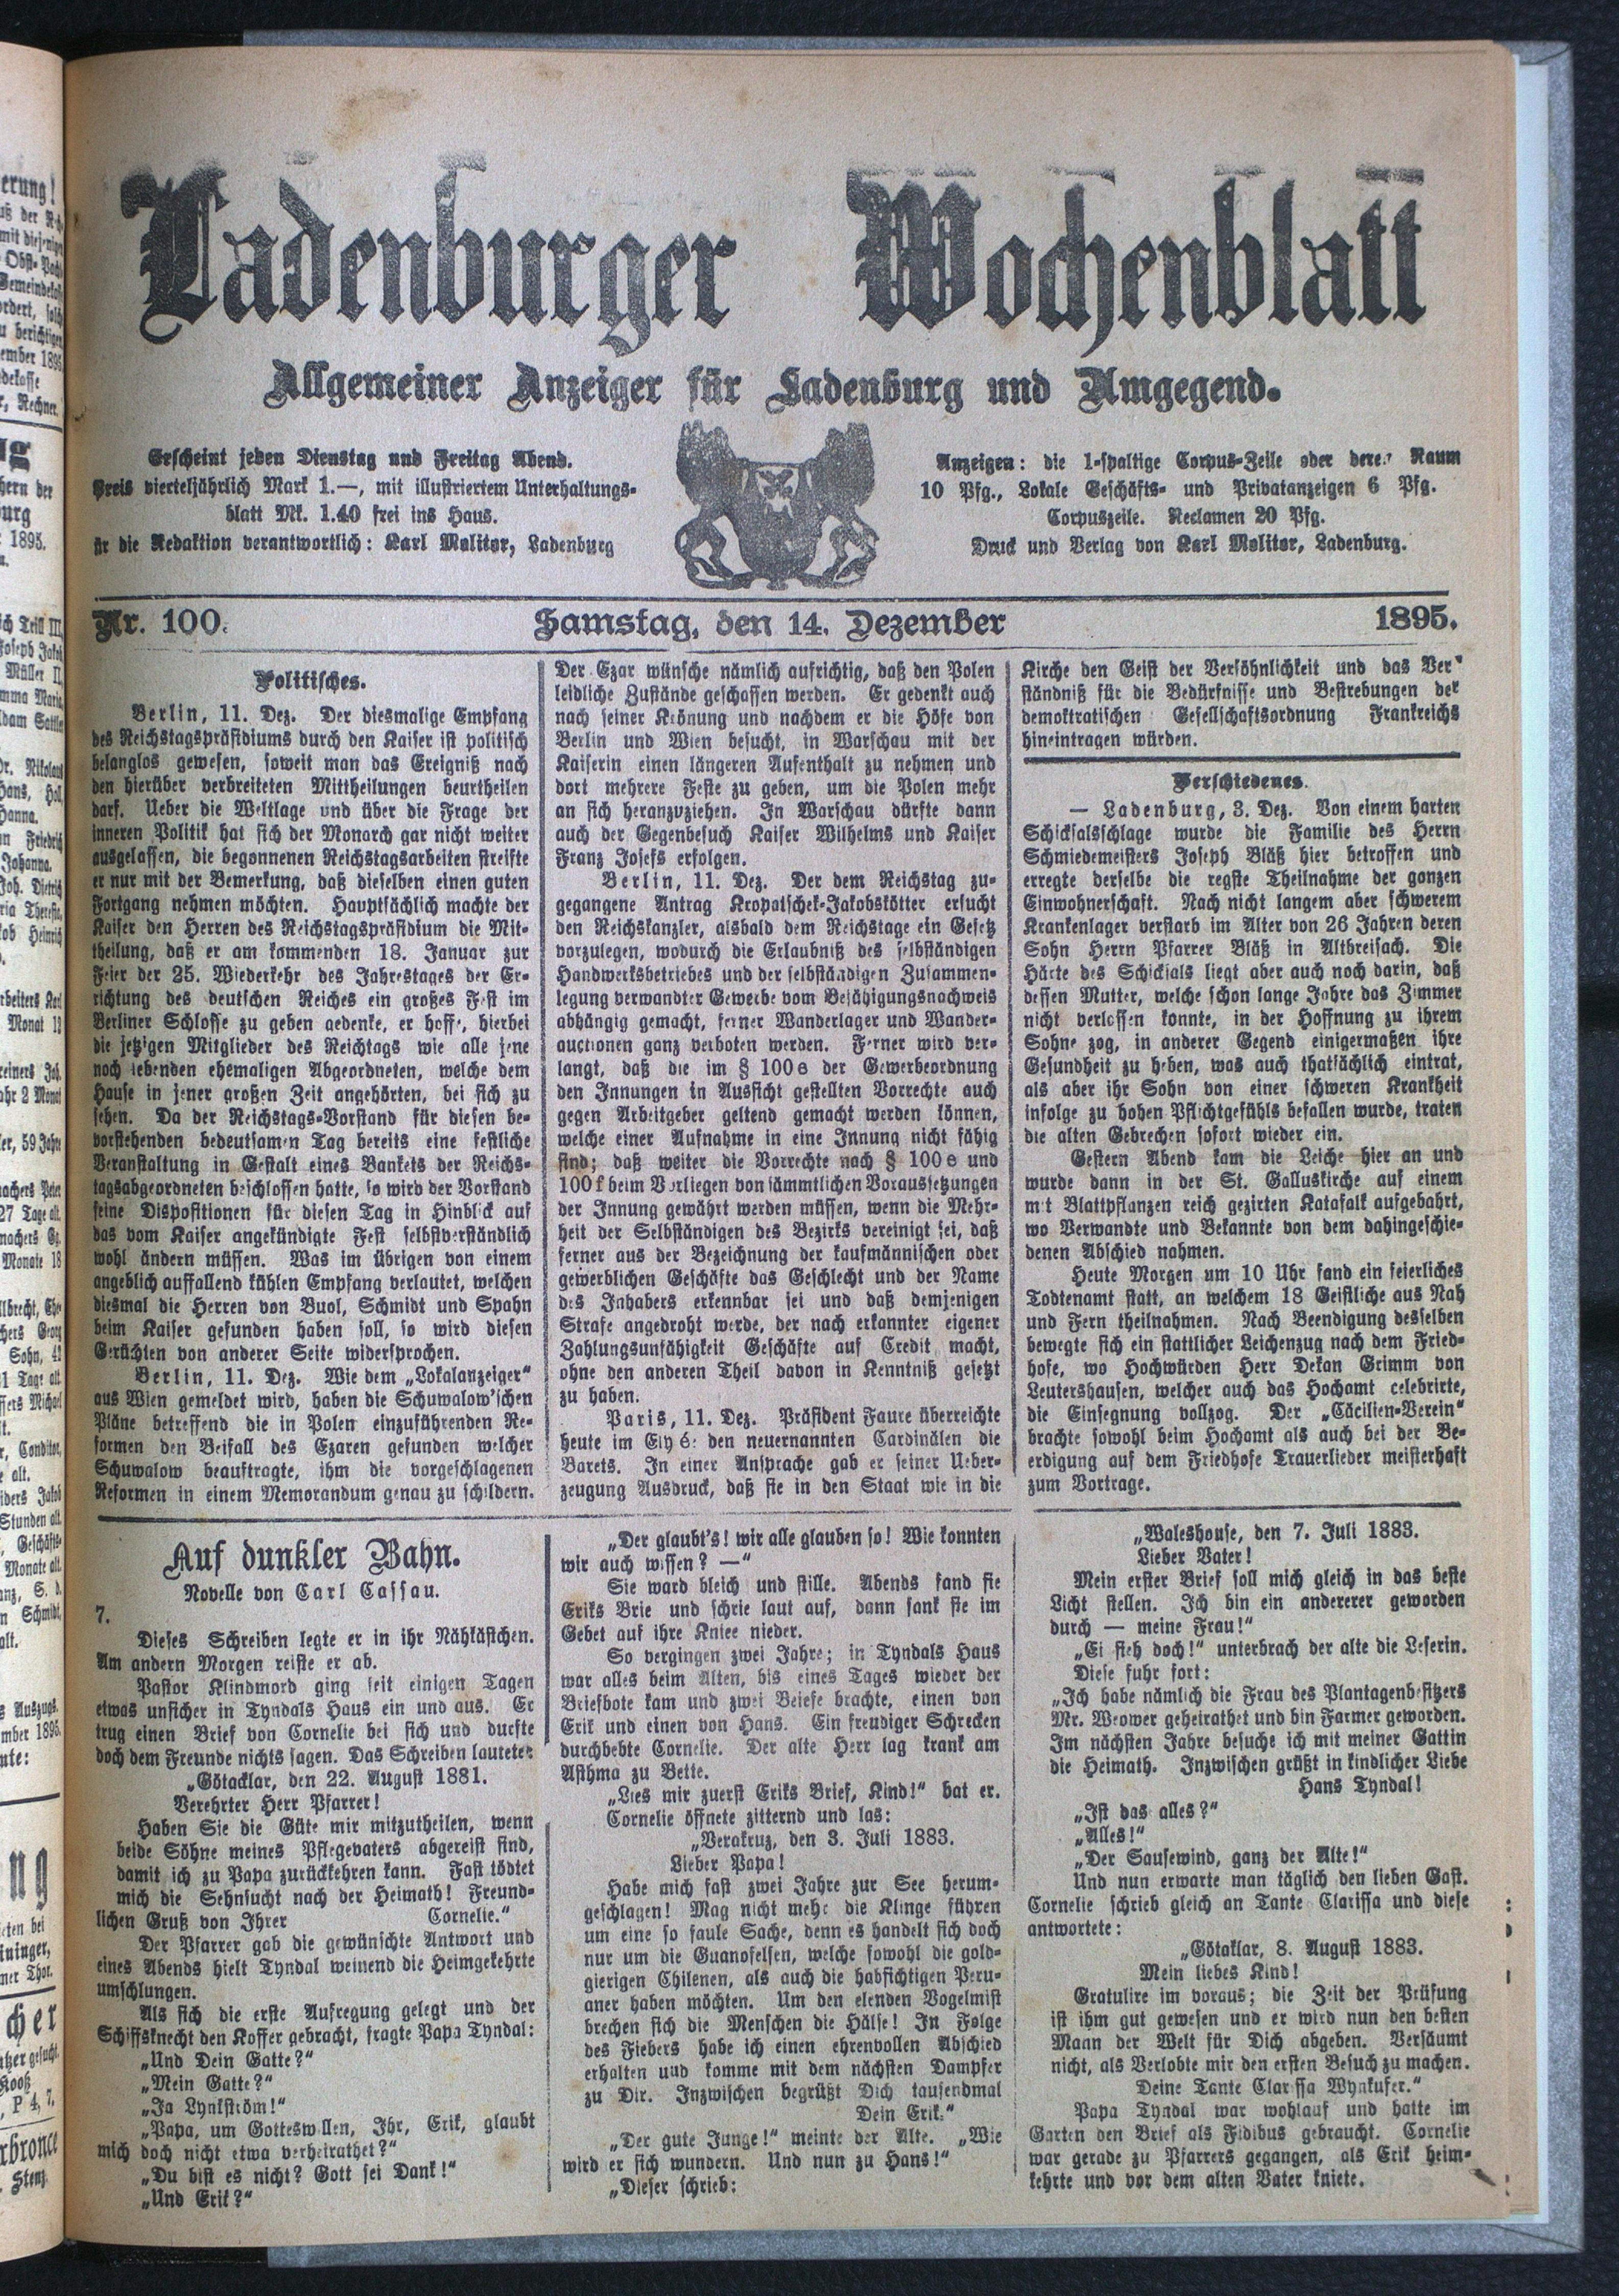 Ladenburger Wochenblatt
Allgemeiner Anzeiger für Ladenburg und Umgegend.
Erscheint jeden Dienstag und Freitag Abend.
Preis vierteljährlich Mark 1.—, mit illustriertem Unterhaltungs-
blatt Mk. 1.40 frei ins Haus.
ür die Redaktion verantwortlich: Karl Molitor, Ladenburg
Anzeigen: die 1-spaltige Corpus-Zeile oder deren Raum
10 Pfg., Lokale Geschäfts- und Privatanzeigen 6 Pfg.
Corpuszeile. Reclamen 20 Pfg.
Druck und Verlag von Karl Molitor, Ladenburg.
Nr. 100. Samstag, den 14. Dezember 1895.
Politisches.
Berlin, 11. Dez. Der diesmalige Empfang
des Reichstagspräsidiums durch den Kaiser ist politisch
belanglos gewesen, soweit man das Ereigniß nach
den hierüber verbreiteten Mittheilungen beurtheilen
darf. Ueber die Weltlage und über die Frage der
inneren Politik hat sich der Monarch gar nicht weiter
ausgelassen, die begonnenen Reichstagsarbeiten streifte
er nur mit der Bemerkung, daß dieselben einen guten
Fortgang nehmen möchten. Hauptsächlich machte der
Kaiser den Herren des Reichstagspräsidium die Mit-
theilung, daß er am kommenden 18. Januar zur
Feier der 25. Wiederkehr des Jahrestages der Er-
richtung des deutschen Reiches ein großes Fest im
Berliner Schlosse zu geben gedenke, er hoffe, hierbei
die jetzigen Mitglieder des Reichtags wie alle jene
noch lebenden ehemaligen Abgeordneten, welche dem
Hause in jener großen Zeit angehörten, bei sich zu
sehen. Da der Reichstags-Vorstand für diesen be-
vorstehenden bedeutsamen Tag bereits eine festliche
Veranstaltung in Gestalt eines Bankets der Reichs-
tagsabgeordneten beschlossen hatte, so wird der Vorstand
seine Dispositionen für diesen Tag in Hinblick auf
das vom Kaiser angekündigte Fest selbstverständlich
wohl ändern müssen. Was im übrigen von einem
angeblich auffallend kühlen Empfang verlautet, welchen
diesmal die Herren von Buol, Schmidt und Spahn
beim Kaiser gefunden haben soll, so wird diesen
Gerüchten von anderer Seite widersprochen.
Berlin, 11. Dez. Wie dem „Lokalanzeiger“
aus Wien gemeldet wird, haben die Schuwalow'schen
Pläne betreffend die in Polen einzuführenden Re-
formen den Beifall des Czaren gefunden welcher
Schuwalow beauftragte, ihm die vorgeschlagenen
Reformen in einem Memorandum genau zu schildern.
Der Czar wünsche nämlich aufrichtig, daß den Polen
leidliche Zustände geschaffen werden. Er gedenkt auch
nach seiner Krönung und nachdem er die Höfe von
Berlin und Wien besucht, in Warschau mit der
Kaiserin einen längeren Aufenthalt zu nehmen und
dort mehrere Feste zu geben, um die Polen mehr
an sich heranzuziehen. In Warschau dürfte dann
auch der Gegenbesuch Kaiser Wilhelms und Kaiser
Franz Josefs erfolgen.
Berlin, 11. Dez. Der dem Reichstag zu-
gegangene Antrag Kropatschek-Jakobskötter ersucht
den Reichskanzler, alsbald dem Reichstage ein Gesetz
vorzulegen, wodurch die Erlaubniß des selbständigen
Handwerksbetriebes und der selbständigen Zusammen-
legung verwandter Gewerbe vom Befähigungsnachweis
abhängig gemacht, ferner Wanderlager und Wander-
auctionen ganz verboten werden. Ferner wird ver-
langt, daß die im § 100 e der Gewerbeordnung
den Innungen in Aussicht gestellten Vorrechte auch
gegen Arbeitgeber geltend gemacht werden können,
welche einer Aufnahme in eine Innung nicht fähig
sind; daß weiter die Vorrechte nach § 100 e und
100 f beim Vorliegen von sämmtlichen Voraussetzungen
der Innung gewährt werden müssen, wenn die Mehr-
heit der Selbständigen des Bezirks vereinigt sei, daß
ferner aus der Bezeichnung der kaufmännischen oder
gewerblichen Geschäfte das Geschlecht und der Name
des Inhabers erkennbar sei und daß demjenigen
Strafe angedroht werde, der nach erkannter eigener
Zahlungsunfähigkeit Geschäfte auf Credit macht,
ohne den anderen Theil davon in Kenntniß gesetzt
zu haben.
Paris, 11. Dez. Präsident Faure überreichte
heute im Elysée den neuernannten Cardinälen die
Barets. In einer Ansprache gab er seiner Ueber-
zeugung Ausdruck, daß sie in den Staat wie in die
Kirche den Geist der Versöhnlichkeit und das Ver-
ständniß für die Bedürfnisse und Bestrebungen der
demokratischen Gesellschaftsordnung Frankreichs
hineintragen würden.
Verschiedenes.
— Ladenburg, 3. Dez. Von einem harten
Schicksalsschlage wurde die Familie des Herrn
Schmiedemeisters Joseph Bläß hier betroffen und
erregte derselbe die regste Theilnahme der ganzen
Einwohnerschaft. Nach nicht langem aber schwerem
Krankenlager verstarb im Alter von 26 Jahren deren
Sohn Herrn Pfarrer Bläß in Altbreisach. Die
Härte des Schicksals liegt aber auch noch darin, daß
dessen Mutter, welche schon lange Jahre das Zimmer
nicht verlassen konnte, in der Hoffnung zu ihrem
Sohne zog, in anderer Gegend einigermaßen ihre
Gesundheit zu heben, was auch thatsächlich eintrat,
als aber ihr Sohn von einer schweren Krankheit
infolge zu hohen Pflichtgefühls befallen wurde, traten
die alten Gebrechen sofort wieder ein.
Gestern Abend kam die Leiche hier an und
wurde dann in der St. Galluskirche auf einem
mit Blattpflanzen reich gezirten Katafalk aufgebahrt,
wo Verwandte und Bekannte von dem dahingeschie-
denen Abschied nahmen.
Heute Morgen um 10 Uhr fand ein feierliches
Todtenamt statt, an welchem 18 Geistliche aus Nah
und Fern theilnahmen. Nach Beendigung desselben
bewegte sich ein stattlicher Leichenzug nach dem Fried-
hofe, wo Hochwürden Herr Dekan Grimm von
Leutershausen, welcher auch das Hochamt celebrirte,
die Einsegnung vollzog. Der „Cäcilien-Verein“
brachte sowohl beim Hochamt als auch bei der Be-
erdigung auf dem Friedhofe Trauerlieder meisterhaft
zum Vortrage.
Auf dunkler Bahn.
Novelle von Carl Cassau.
7.
Dieses Schreiben legte er in ihr Nähkästchen.
Am andern Morgen reiste er ab.
Pastor Klindmord ging seit einigen Tagen
etwas unsicher in Tyndals Haus ein und aus. Er
trug einen Brief von Cornelie bei sich und durfte
doch dem Freunde nichts sagen. Das Schreiben lautete:
„Götaklar, den 22. August 1881.
Verehrter Herr Pfarrer!
Haben Sie die Güte mir mitzutheilen, wenn
beide Söhne meines Pflegevaters abgereist sind,
damit ich zu Papa zurückkehren kann. Fast tödtet
mich die Sehnsucht nach der Heimath! Freund-
lichen Gruß von Ihrer Cornelie.“
Der Pfarrer gab die gewünschte Antwort und
eines Abends hielt Tyndal weinend die Heimgekehrte
umschlungen.
Als sich die erste Aufregung gelegt und der
Schiffsknecht den Koffer gebracht, fragte Papa Tyndal:
„Und Dein Gatte?“
„Mein Gatte?“
„Ja Lynkström!“
„Papa, um Gotteswillen, Ihr, Erik, glaubt
mich doch nicht etwa verheirathet?“
„Du bist es nicht? Gott sei Dank!“
„Und Erik?“
„Der glaubt's! wir alle glauben so! Wie konnten
wir auch wissen? —“
Sie ward bleich und stille. Abends fand sie
Eriks Brie und schrie laut auf, dann sank sie im
Gebet auf ihre Kniee nieder.
So vergingen zwei Jahre; in Tyndals Haus
war alles beim Alten, bis eines Tages wieder der
Briefbote kam und zwei Briefe brachte, einen von
Erik und einen von Hans. Ein freudiger Schrecken
durchbebte Cornelie. Der alte Herr lag krank am
Asthma zu Bette.
„Lies mir zuerst Eriks Brief, Kind!“ bat er.
Cornelie öffnete zitternd und las:
„Verakruz, den 3. Juli 1883.
Lieber Papa!
Habe mich fast zwei Jahre zur See herum-
geschlagen! Mag nicht mehr die Klinge führen
um eine so faule Sache, denn es handelt sich doch
nur um die Guanofelsen, welche sowohl die gold-
gierigen Chilenen, als auch die habsichtigen Peru-
aner haben möchten. Um den elenden Vogelmist
brechen sich die Menschen die Hälse! In Folge
des Fiebers habe ich einen ehrenvollen Abschied
erhalten und komme mit dem nächsten Dampfer
zu Dir. Inzwischen begrüßt Dich tausendmal
Dein Erik.“
„Der gute Junge!“ meinte der Alte. „Wie
wird er sich wundern. Und nun zu Hans!“
„Dieser schrieb:
„Waleshouse, den 7. Juli 1883.
Lieber Vater!
Mein erster Brief soll mich gleich in das beste
Licht stellen. Ich bin ein andererer geworden
durch — meine Frau!“
„Ei sieh doch!“ unterbrach der alte die Leserin.
Diese fuhr fort:
„Ich habe nämlich die Frau des Plantagenbesitzers
Mr. Wrower geheirathet und bin Farmer geworden.
Im nächsten Jahre besuche ich mit meiner Gattin
die Heimath. Inzwischen grüßt in kindlicher Liebe
Hans Tyndal!
„Ist das alles?“
„Alles!“
„Der Sausewind, ganz der Alte!“
Und nun erwarte man täglich den lieben Gast.
Cornelie schrieb gleich an Tante Clarissa und diese
antwortete:
„Götaklar, 8. August 1883.
Mein liebes Kind!
Gratulire im voraus; die Zeit der Prüfung
ist ihm gut gewesen und er wird nun den besten
Mann der Welt für Dich abgeben. Versäumt
nicht, als Verlobte mir den ersten Besuch zu machen.
Deine Tante Clarissa Wynkufer.“
Papa Tyndal war wohlauf und hatte im
Garten den Brief als Fidibus gebraucht. Cornelie
war gerade zu Pfarrers gegangen, als Erik heim-
kehrte und vor dem alten Vater kniete.